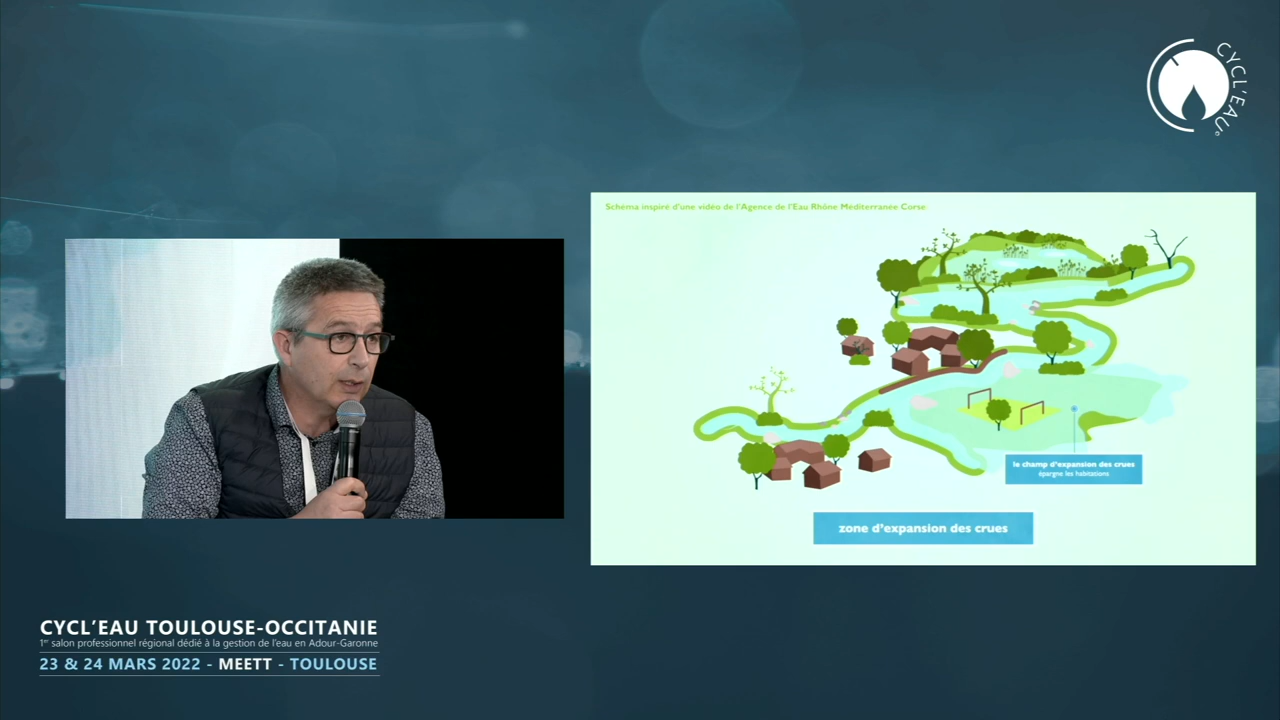 CYCL'EAU
Schéma inspiré d'une vidéo de l'Agence de l'Eau Rhône Méditerranée Corse
le champ d'expansion des crues
épargne les habitations
zone d'expansion des crues
CYCL'EAU TOULOUSE-OCCITANIE
1er salon professionnel régional dédié à la gestion de l'eau en Adour-Garonne
23 & 24 MARS 2022 - MEETT - TOULOUSE